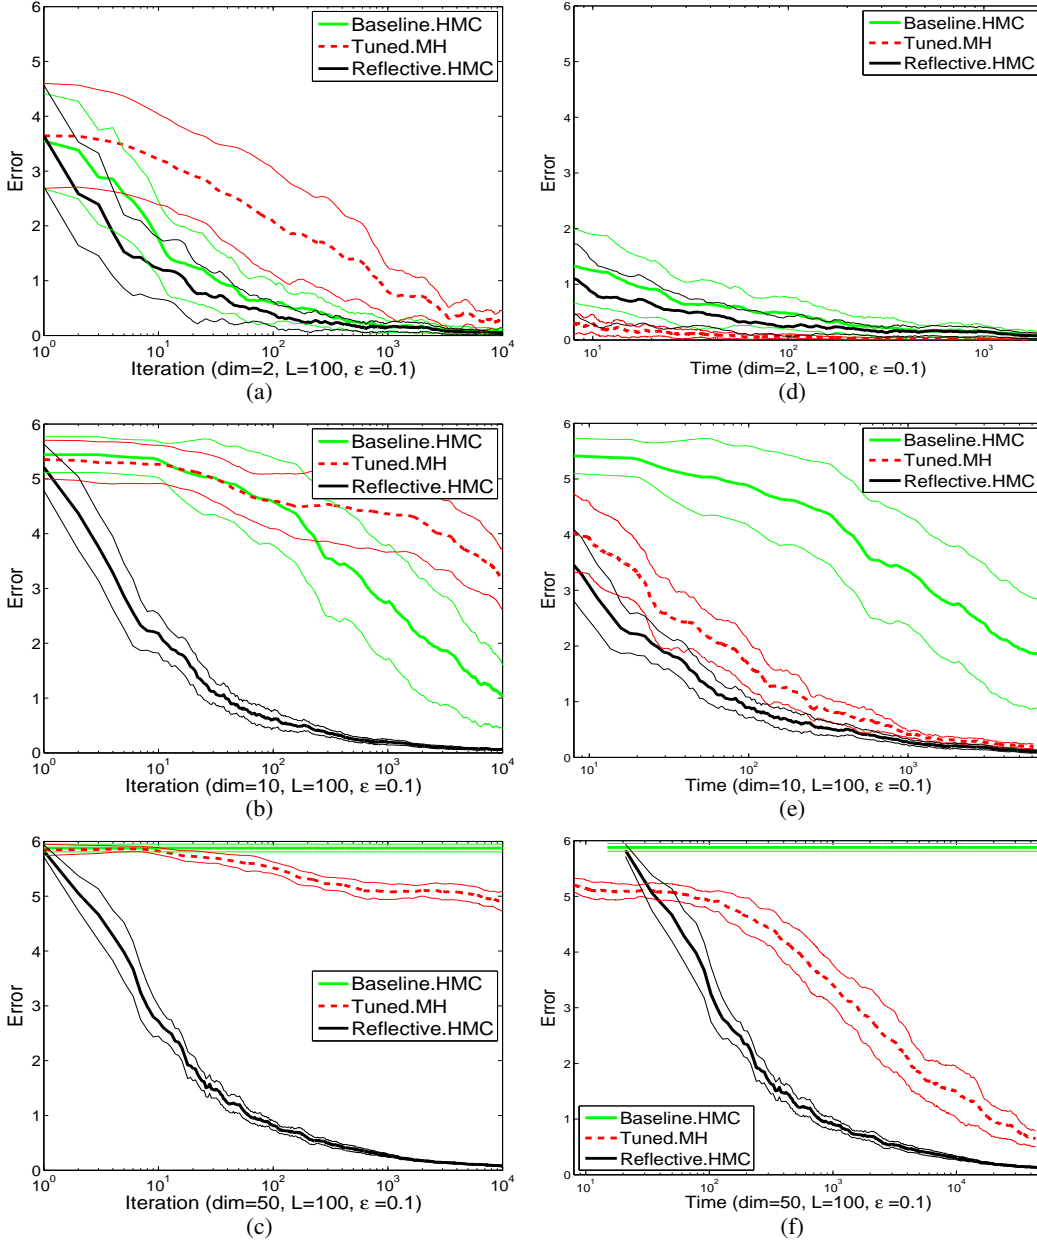 6
5
4
3
2
1
0
Error
Baseline.HMC
Tuned.MH
Reflective.HMC
10^0 10^1 10^2 10^3 10^4
Iteration (dim=2, L=100, ε =0.1)
(a)
6
5
4
3
2
1
0
Error
Baseline.HMC
Tuned.MH
Reflective.HMC
10^1 10^2 10^3
Time (dim=2, L=100, ε =0.1)
(d)
6
5
4
3
2
1
0
Error
Baseline.HMC
Tuned.MH
Reflective.HMC
10^0 10^1 10^2 10^3 10^4
Iteration (dim=10, L=100, ε =0.1)
(b)
6
5
4
3
2
1
0
Error
Baseline.HMC
Tuned.MH
Reflective.HMC
10^1 10^2 10^3
Time (dim=10, L=100, ε =0.1)
(e)
6
5
4
3
2
1
0
Error
Baseline.HMC
Tuned.MH
Reflective.HMC
10^0 10^1 10^2 10^3 10^4
Iteration (dim=50, L=100, ε =0.1)
(c)
6
5
4
3
2
1
0
Error
Baseline.HMC
Tuned.MH
Reflective.HMC
10^1 10^2 10^3 10^4
Time (dim=50, L=100, ε =0.1)
(f)